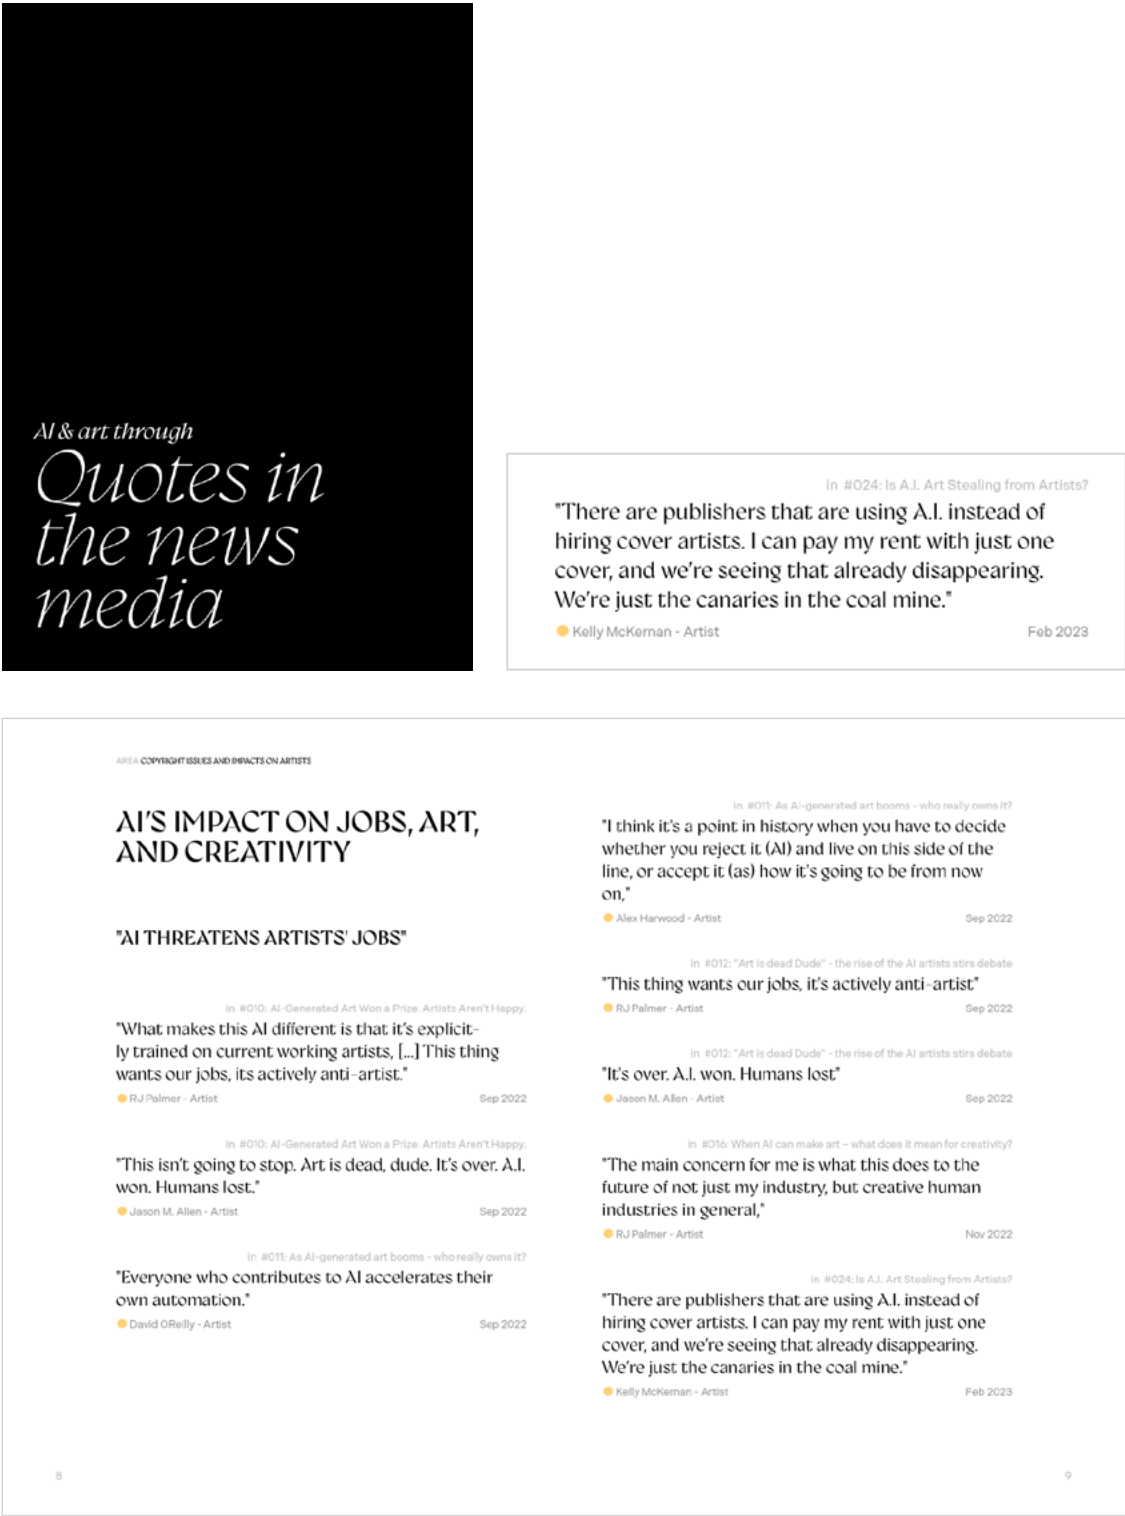 AI & art through
Quotes in
the news
media
in #024: Is A.I. Art Stealing from Artists?
"There are publishers that are using A.I. instead of
hiring cover artists. I can pay my rent with just one
cover, and we're seeing that already disappearing.
We're just the canaries in the coal mine."
Kelly McKernan - Artist Feb 2023
AREA COPYRIGHT ISSUES AND IMPACTS ON ARTISTS
AI'S IMPACT ON JOBS, ART,
AND CREATIVITY
"AI THREATENS ARTISTS' JOBS"
in #010: AI-Generated Art Won a Prize. Artists Aren't Happy.
"What makes this AI different is that it's explicit-
ly trained on current working artists, [...] This thing
wants our jobs, its actively anti-artist."
RJ Palmer - Artist Sep 2022
in #010: AI-Generated Art Won a Prize. Artists Aren't Happy.
"This isn't going to stop. Art is dead, dude. It's over. A.I.
won. Humans lost."
Jason M. Allen - Artist Sep 2022
in #011: As AI-generated art booms - who really owns it?
"Everyone who contributes to AI accelerates their
own automation."
David OReilly - Artist Sep 2022
8
in #011: As AI-generated art booms - who really owns it?
"I think it's a point in history when you have to decide
whether you reject it (AI) and live on this side of the
line, or accept it (as) how it's going to be from now
on,"
Alex Harwood - Artist Sep 2022
in #012: "Art is dead Dude" - the rise of the AI artists stirs debate
"This thing wants our jobs, it's actively anti-artist"
RJ Palmer - Artist Sep 2022
in #012: "Art is dead Dude" - the rise of the AI artists stirs debate
"It's over. A.I. won. Humans lost"
Jason M. Allen - Artist Sep 2022
in #016: When AI can make art – what does it mean for creativity?
"The main concern for me is what this does to the
future of not just my industry, but creative human
industries in general,"
RJ Palmer - Artist Nov 2022
in #024: Is A.I. Art Stealing from Artists?
"There are publishers that are using A.I. instead of
hiring cover artists. I can pay my rent with just one
cover, and we're seeing that already disappearing.
We're just the canaries in the coal mine."
Kelly McKernan - Artist Feb 2023
9